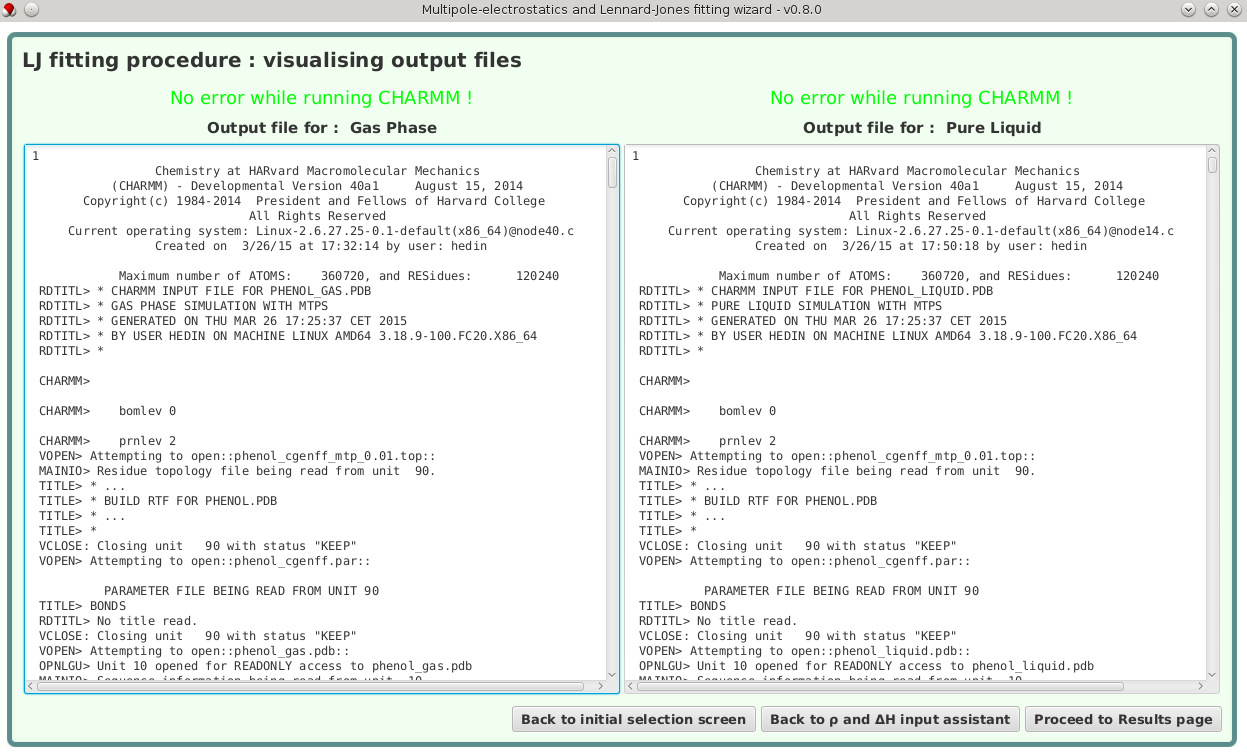 Multipole-electrostatics and Lennard-Jones fitting wizard - v0.8.0
LJ fitting procedure : visualising output files
No error while running CHARMM !
Output file for : Gas Phase
1
Chemistry at HARvard Macromolecular Mechanics
(CHARMM) - Developmental Version 40a1     August 15, 2014
Copyright(c) 1984-2014  President and Fellows of Harvard College
All Rights Reserved
Current operating system: Linux-2.6.27.25-0.1-default(x86_64)@node40.c
Created on  3/26/15 at 17:32:14 by user: hedin
Maximum number of ATOMS:    360720, and RESidues:      120240
RDTITL> * CHARMM INPUT FILE FOR PHENOL_GAS.PDB
RDTITL> * GAS PHASE SIMULATION WITH MTPS
RDTITL> * GENERATED ON THU MAR 26 17:25:37 CET 2015
RDTITL> * BY USER HEDIN ON MACHINE LINUX AMD64 3.18.9-100.FC20.X86_64
RDTITL> *
CHARMM>
CHARMM>    bomlev 0
CHARMM>    prnlev 2
VOPEN> Attempting to open::phenol_cgenff_mtp_0.01.top::
MAINIO> Residue topology file being read from unit  90.
TITLE> * ...
TITLE> * BUILD RTF FOR PHENOL.PDB
TITLE> * ...
TITLE> *
VCLOSE: Closing unit   90 with status "KEEP"
VOPEN> Attempting to open::phenol_cgenff.par::
PARAMETER FILE BEING READ FROM UNIT 90
TITLE> BONDS
RDTITL> No title read.
VCLOSE: Closing unit   90 with status "KEEP"
VOPEN> Attempting to open::phenol_gas.pdb::
OPNLGU> Unit 10 opened for READONLY access to phenol_gas.pdb
MAINIO> Sequence information being read from unit  10
No error while running CHARMM !
Output file for : Pure Liquid
1
Chemistry at HARvard Macromolecular Mechanics
(CHARMM) - Developmental Version 40a1     August 15, 2014
Copyright(c) 1984-2014  President and Fellows of Harvard College
All Rights Reserved
Current operating system: Linux-2.6.27.25-0.1-default(x86_64)@node14.c
Created on  3/26/15 at 17:50:18 by user: hedin
Maximum number of ATOMS:    360720, and RESidues:      120240
RDTITL> * CHARMM INPUT FILE FOR PHENOL_LIQUID.PDB
RDTITL> * PURE LIQUID SIMULATION WITH MTPS
RDTITL> * GENERATED ON THU MAR 26 17:25:37 CET 2015
RDTITL> * BY USER HEDIN ON MACHINE LINUX AMD64 3.18.9-100.FC20.X86_64
RDTITL> *
CHARMM>
CHARMM>    bomlev 0
CHARMM>    prnlev 2
VOPEN> Attempting to open::phenol_cgenff_mtp_0.01.top::
MAINIO> Residue topology file being read from unit  90.
TITLE> * ...
TITLE> * BUILD RTF FOR PHENOL.PDB
TITLE> * ...
TITLE> *
VCLOSE: Closing unit   90 with status "KEEP"
VOPEN> Attempting to open::phenol_cgenff.par::
PARAMETER FILE BEING READ FROM UNIT 90
TITLE> BONDS
RDTITL> No title read.
VCLOSE: Closing unit   90 with status "KEEP"
VOPEN> Attempting to open::phenol_liquid.pdb::
OPNLGU> Unit 10 opened for READONLY access to phenol_liquid.pdb
MAINIO> Sequence information being read from unit  10
Back to initial selection screen
Back to ρ and ΔH input assistant
Proceed to Results page